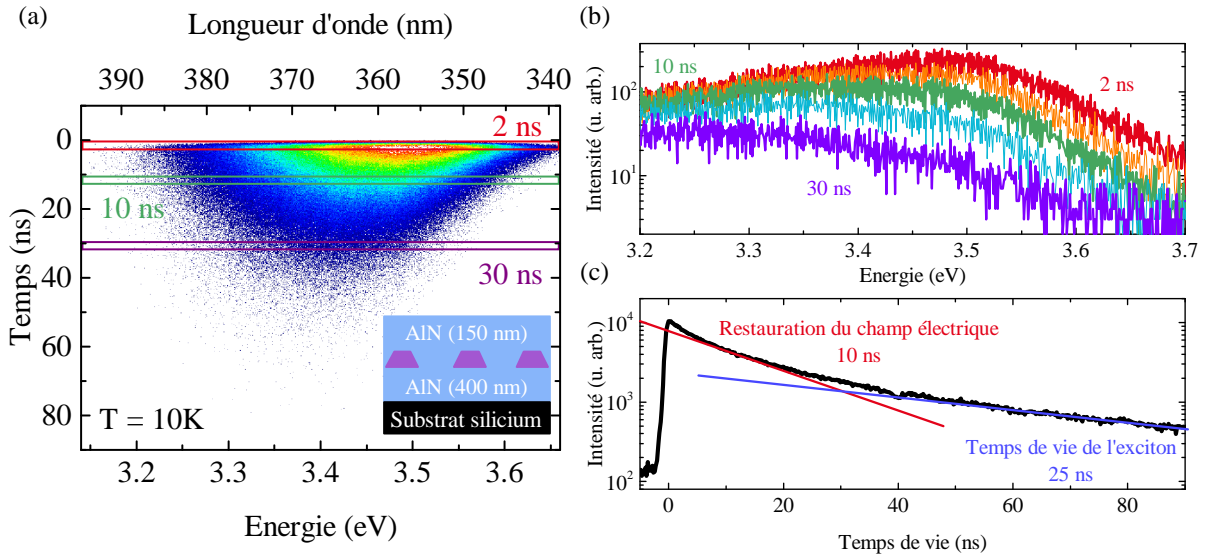 (a)
Longueur d'onde (nm)
390 380 370 360 350 340
0
20
40
60
80
Temps (ns)
2 ns
10 ns
30 ns
AlN (150 nm)
AlN (400 nm)
Substrat silicium
T = 10K
3.2 3.3 3.4 3.5 3.6
Energie (eV)
(b)
Intensité (u. arb.)
10²
10¹
10 ns
2 ns
30 ns
3.2 3.3 3.4 3.5 3.6 3.7
Energie (eV)
(c)
Intensité (u. arb.)
10⁴
10³
10²
Restauration du champ électrique
10 ns
Temps de vie de l'exciton
25 ns
0 20 40 60 80
Temps de vie (ns)